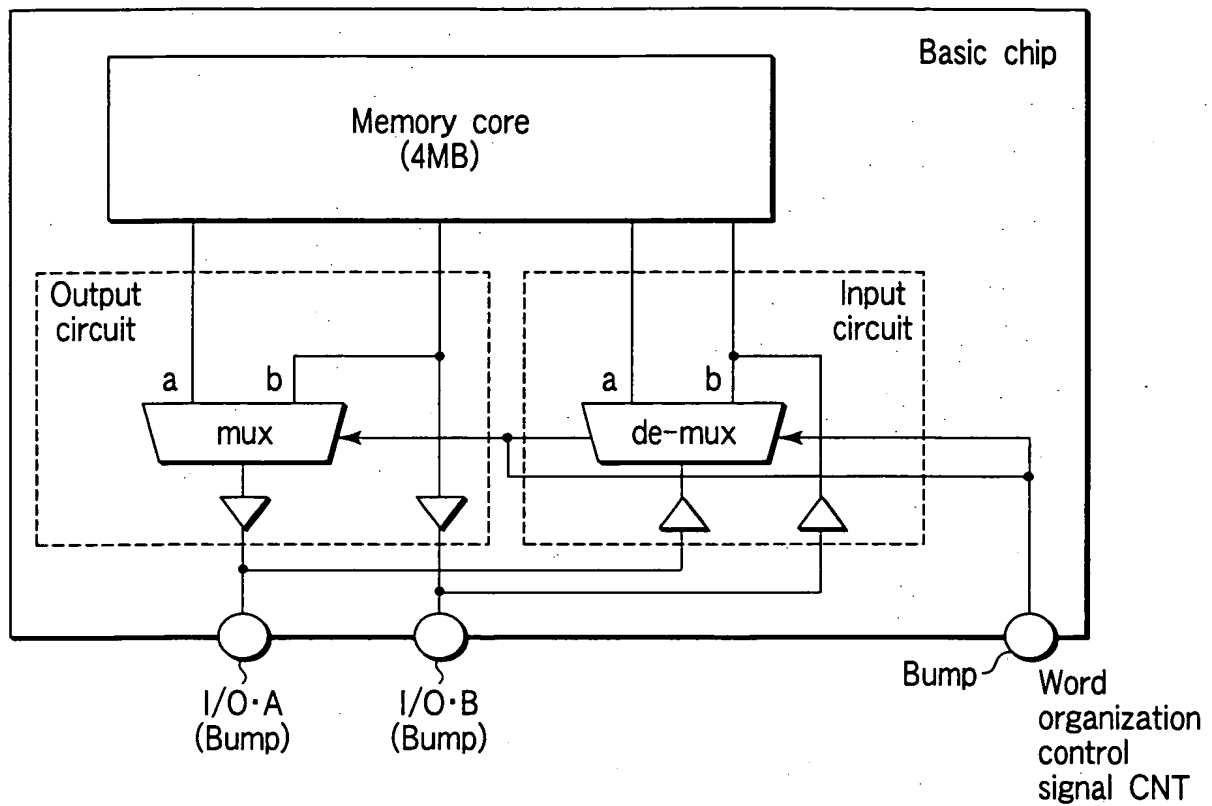 Basic chip
Memory core
(4MB)
Output
circuit
Input
circuit
a
b
a
b
mux
de-mux
I/O·A
(Bump)
I/O·B
(Bump)
Bump
Word
organization
control
signal CNT